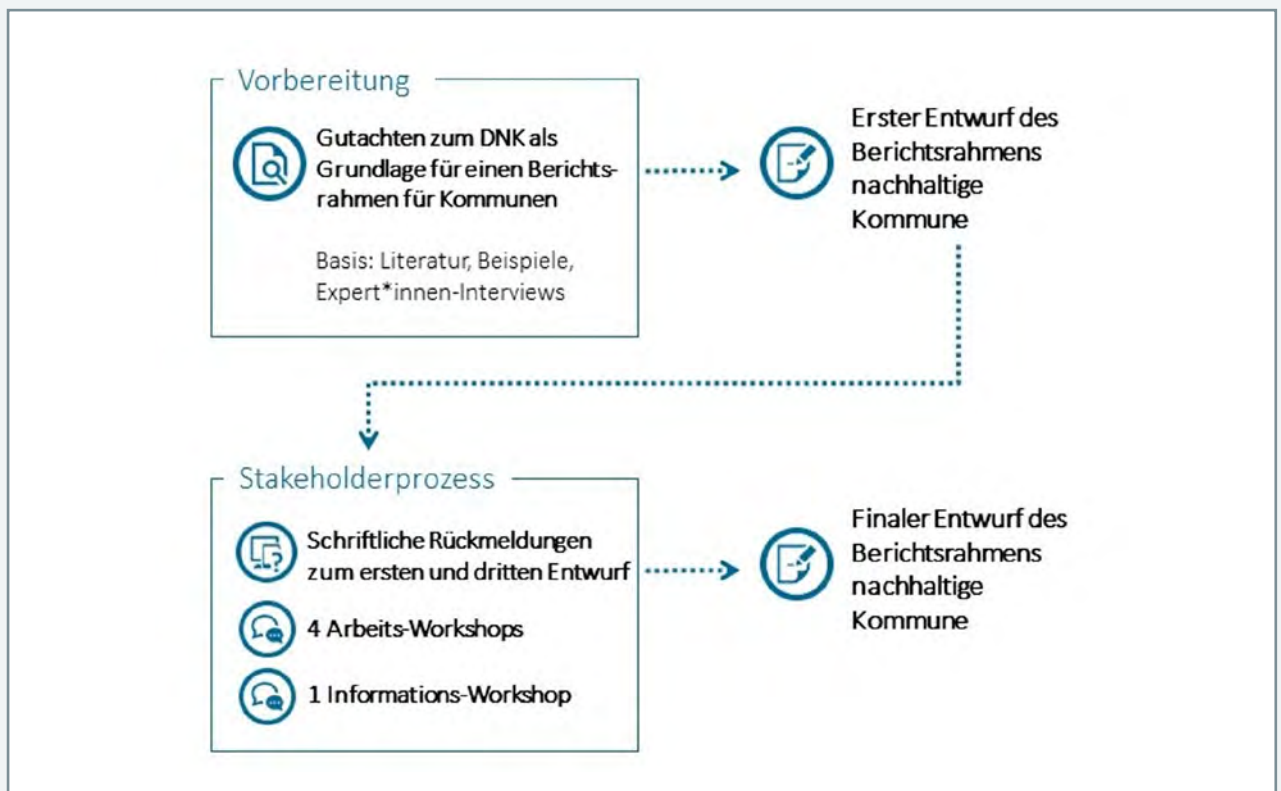 Vorbereitung
Gutachten zum DNK als
Grundlage für einen Berichts-
rahmen für Kommunen
Basis: Literatur, Beispiele,
Expert*innen-Interviews
Erster Entwurf des
Berichtsrahmens
nachhaltige
Kommune
Stakeholderprozess
Schriftliche Rückmeldungen
zum ersten und dritten Entwurf
4 Arbeits-Workshops
1 Informations-Workshop
Finaler Entwurf des
Berichtsrahmens
nachhaltige
Kommune